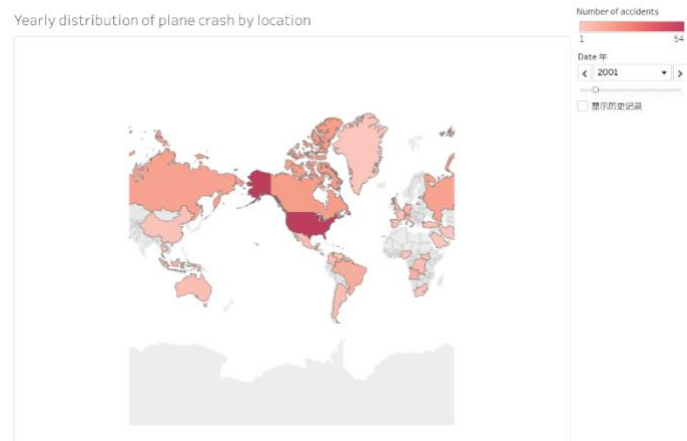 Yearly distribution of plane crash by location
Number of accidents
1 54
Date 年
2001
显示历史记录